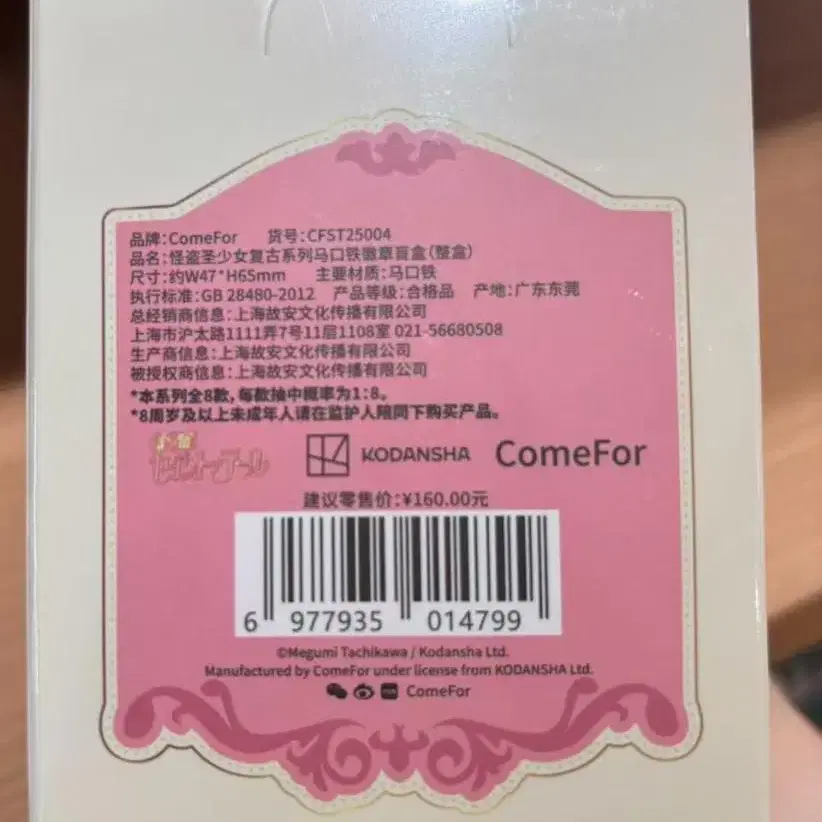 品牌:ComeFor 货号:CFST25004
品名:怪盗圣少女复古系列马口铁徽章盲盒(整盒)
尺寸:约W47*H65mm 主要材质:马口铁
执行标准:GB 28480-2012 产品等级:合格品 产地:广东东莞
总经销商信息:上海故安文化传播有限公司
上海市沪太路1111弄7号11层1108室 021-56680508
生产商信息:上海故安文化传播有限公司
被授权商信息:上海故安文化传播有限公司
*本系列全8款,每款抽中概率为1:8。
*8周岁及以上未成年人请在监护人陪同下购买产品。
セイント・テール
KODANSHA ComeFor
建议零售价:¥160.00元
6 977935 014799
©Megumi Tachikawa / Kodansha Ltd.
Manufactured by ComeFor under license from KODANSHA Ltd.
ComeFor